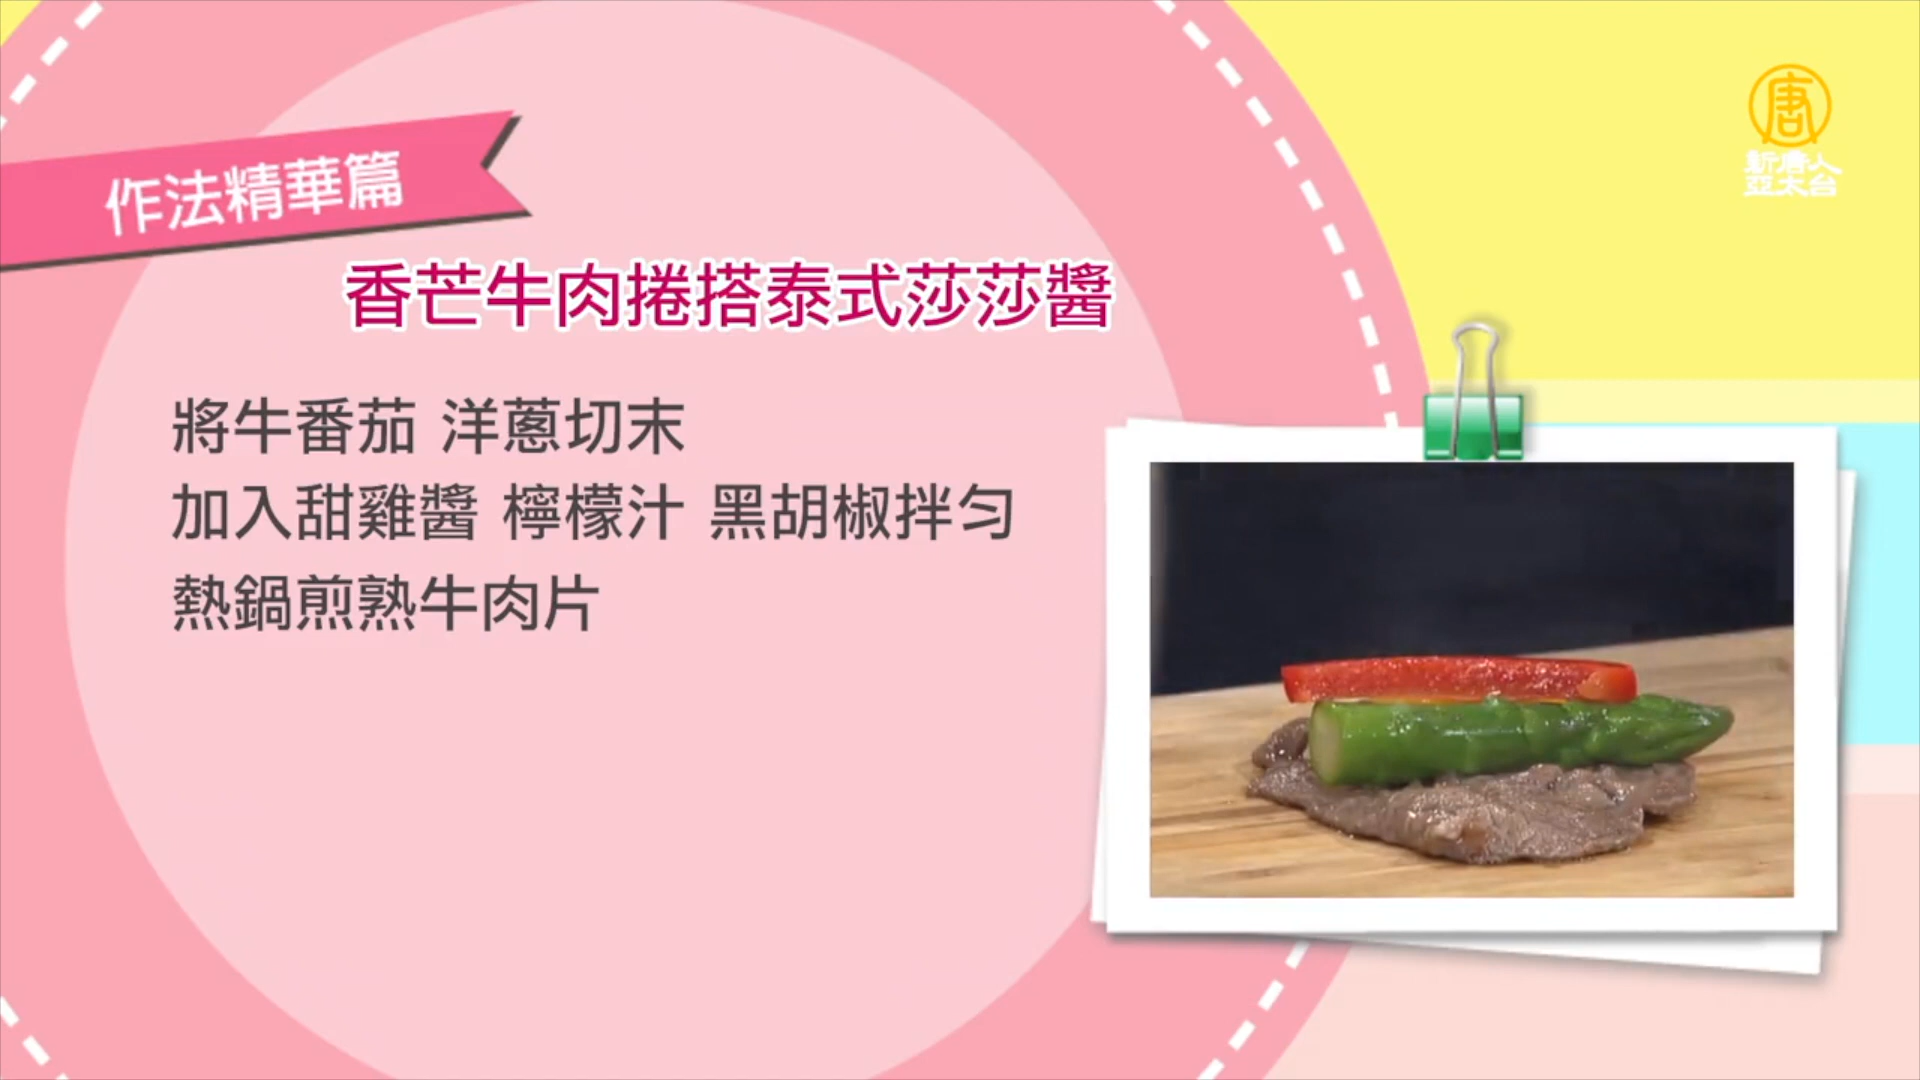 作法精華篇
香芒牛肉捲搭泰式莎莎醬
將牛番茄 洋蔥切末
加入甜雞醬 檸檬汁 黑胡椒拌勻
熱鍋煎熟牛肉片
唐
新唐人
亞太台